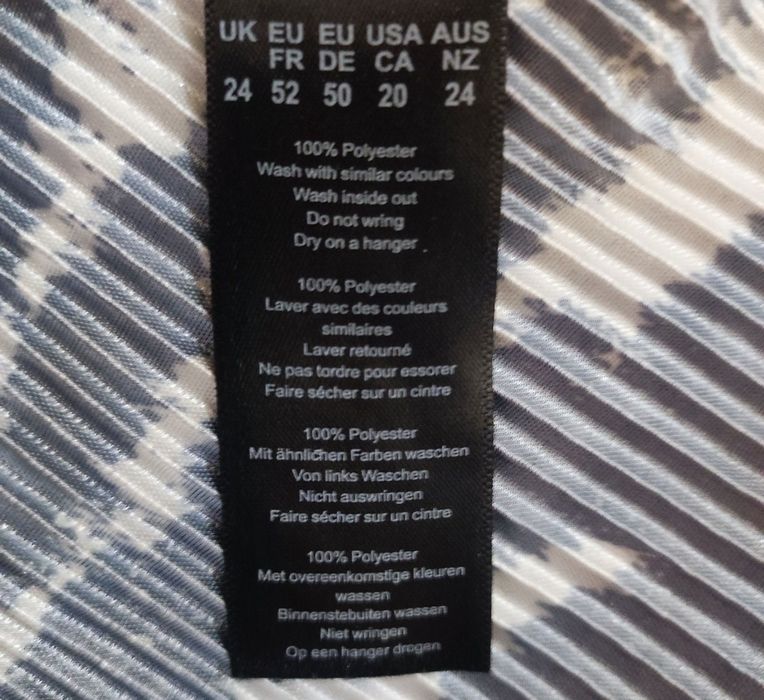 UK EU EU USA AUS
FR DE CA NZ
24 52 50 20 24
100% Polyester
Wash with similar colours
Wash inside out
Do not wring
Dry on a hanger
100% Polyester
Laver avec des couleurs
similaires
Laver retourné
Ne pas tordre pour essorer
Faire sécher sur un cintre
100% Polyester
Mit ähnlichen Farben waschen
Von links Waschen
Nicht auswringen
Faire sécher sur un cintre
100% Polyester
Met overeenkomstige kleuren
wassen
Binnenstebuiten wassen
Niet wringen
Op een hanger drogen